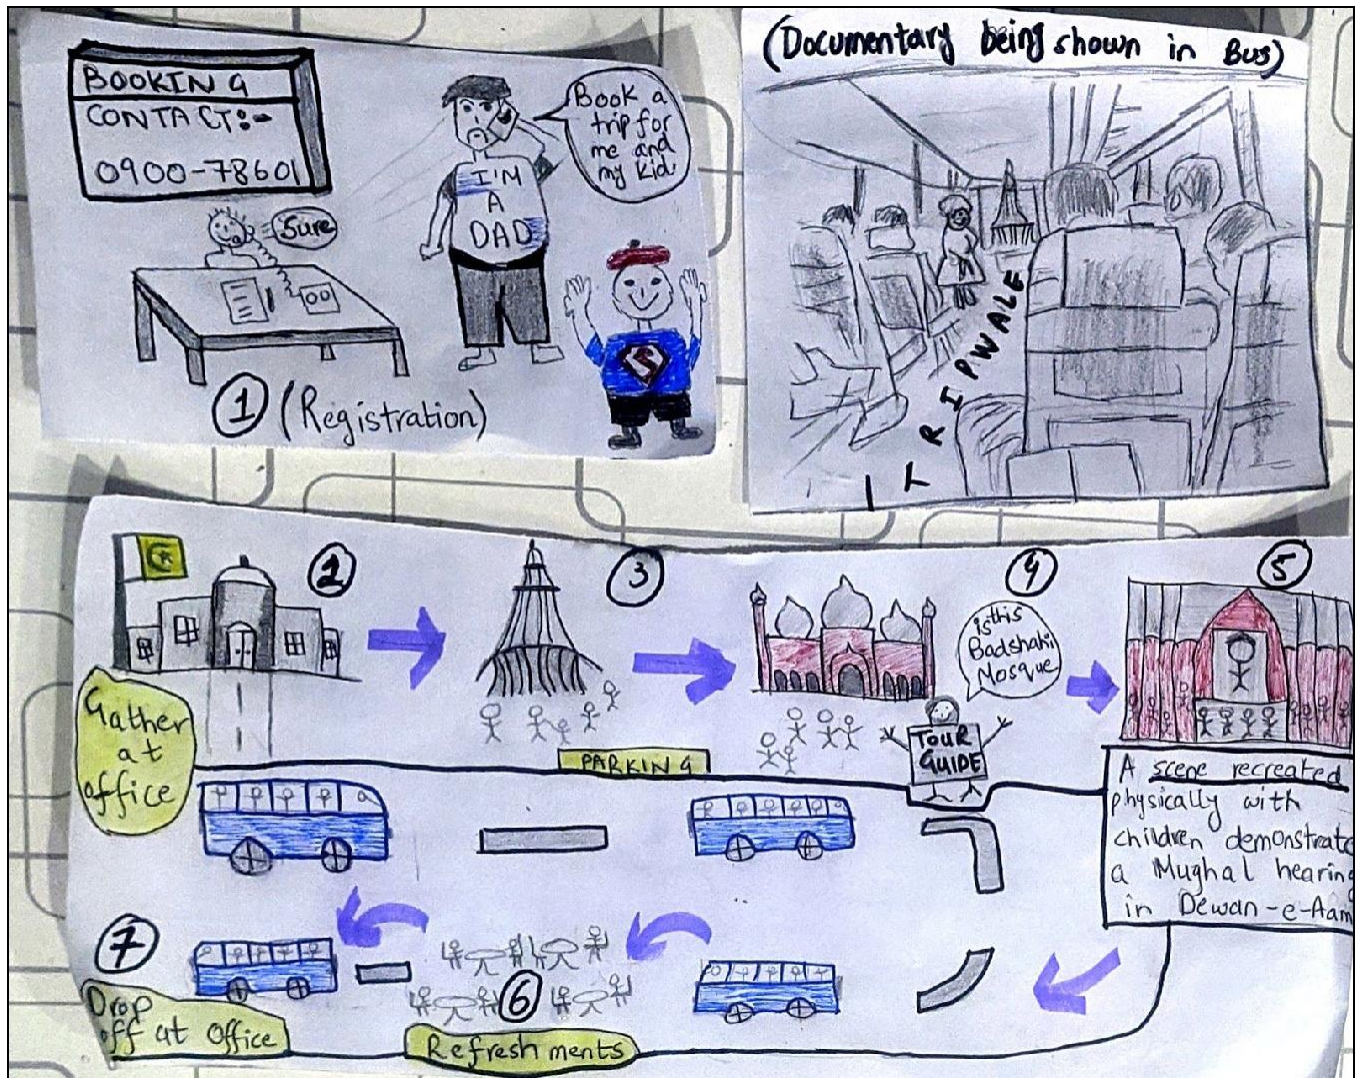 BOOKING
CONTACT:-
0900-78601
Sure
Book a
trip for
me and
my kid
I'M
A
DAD
S
1 (Registration)
(Documentary being shown in Bus)
TRIPWALE
2
3
4
5
is this
Badshahi
Mosque
Gather
at
office
PARKING
TOUR
GUIDE
A scene recreated
physically with
children demonstrate
a Mughal hearing
in Dewan-e-Aam
7
Drop
off at Office
6
Refreshments